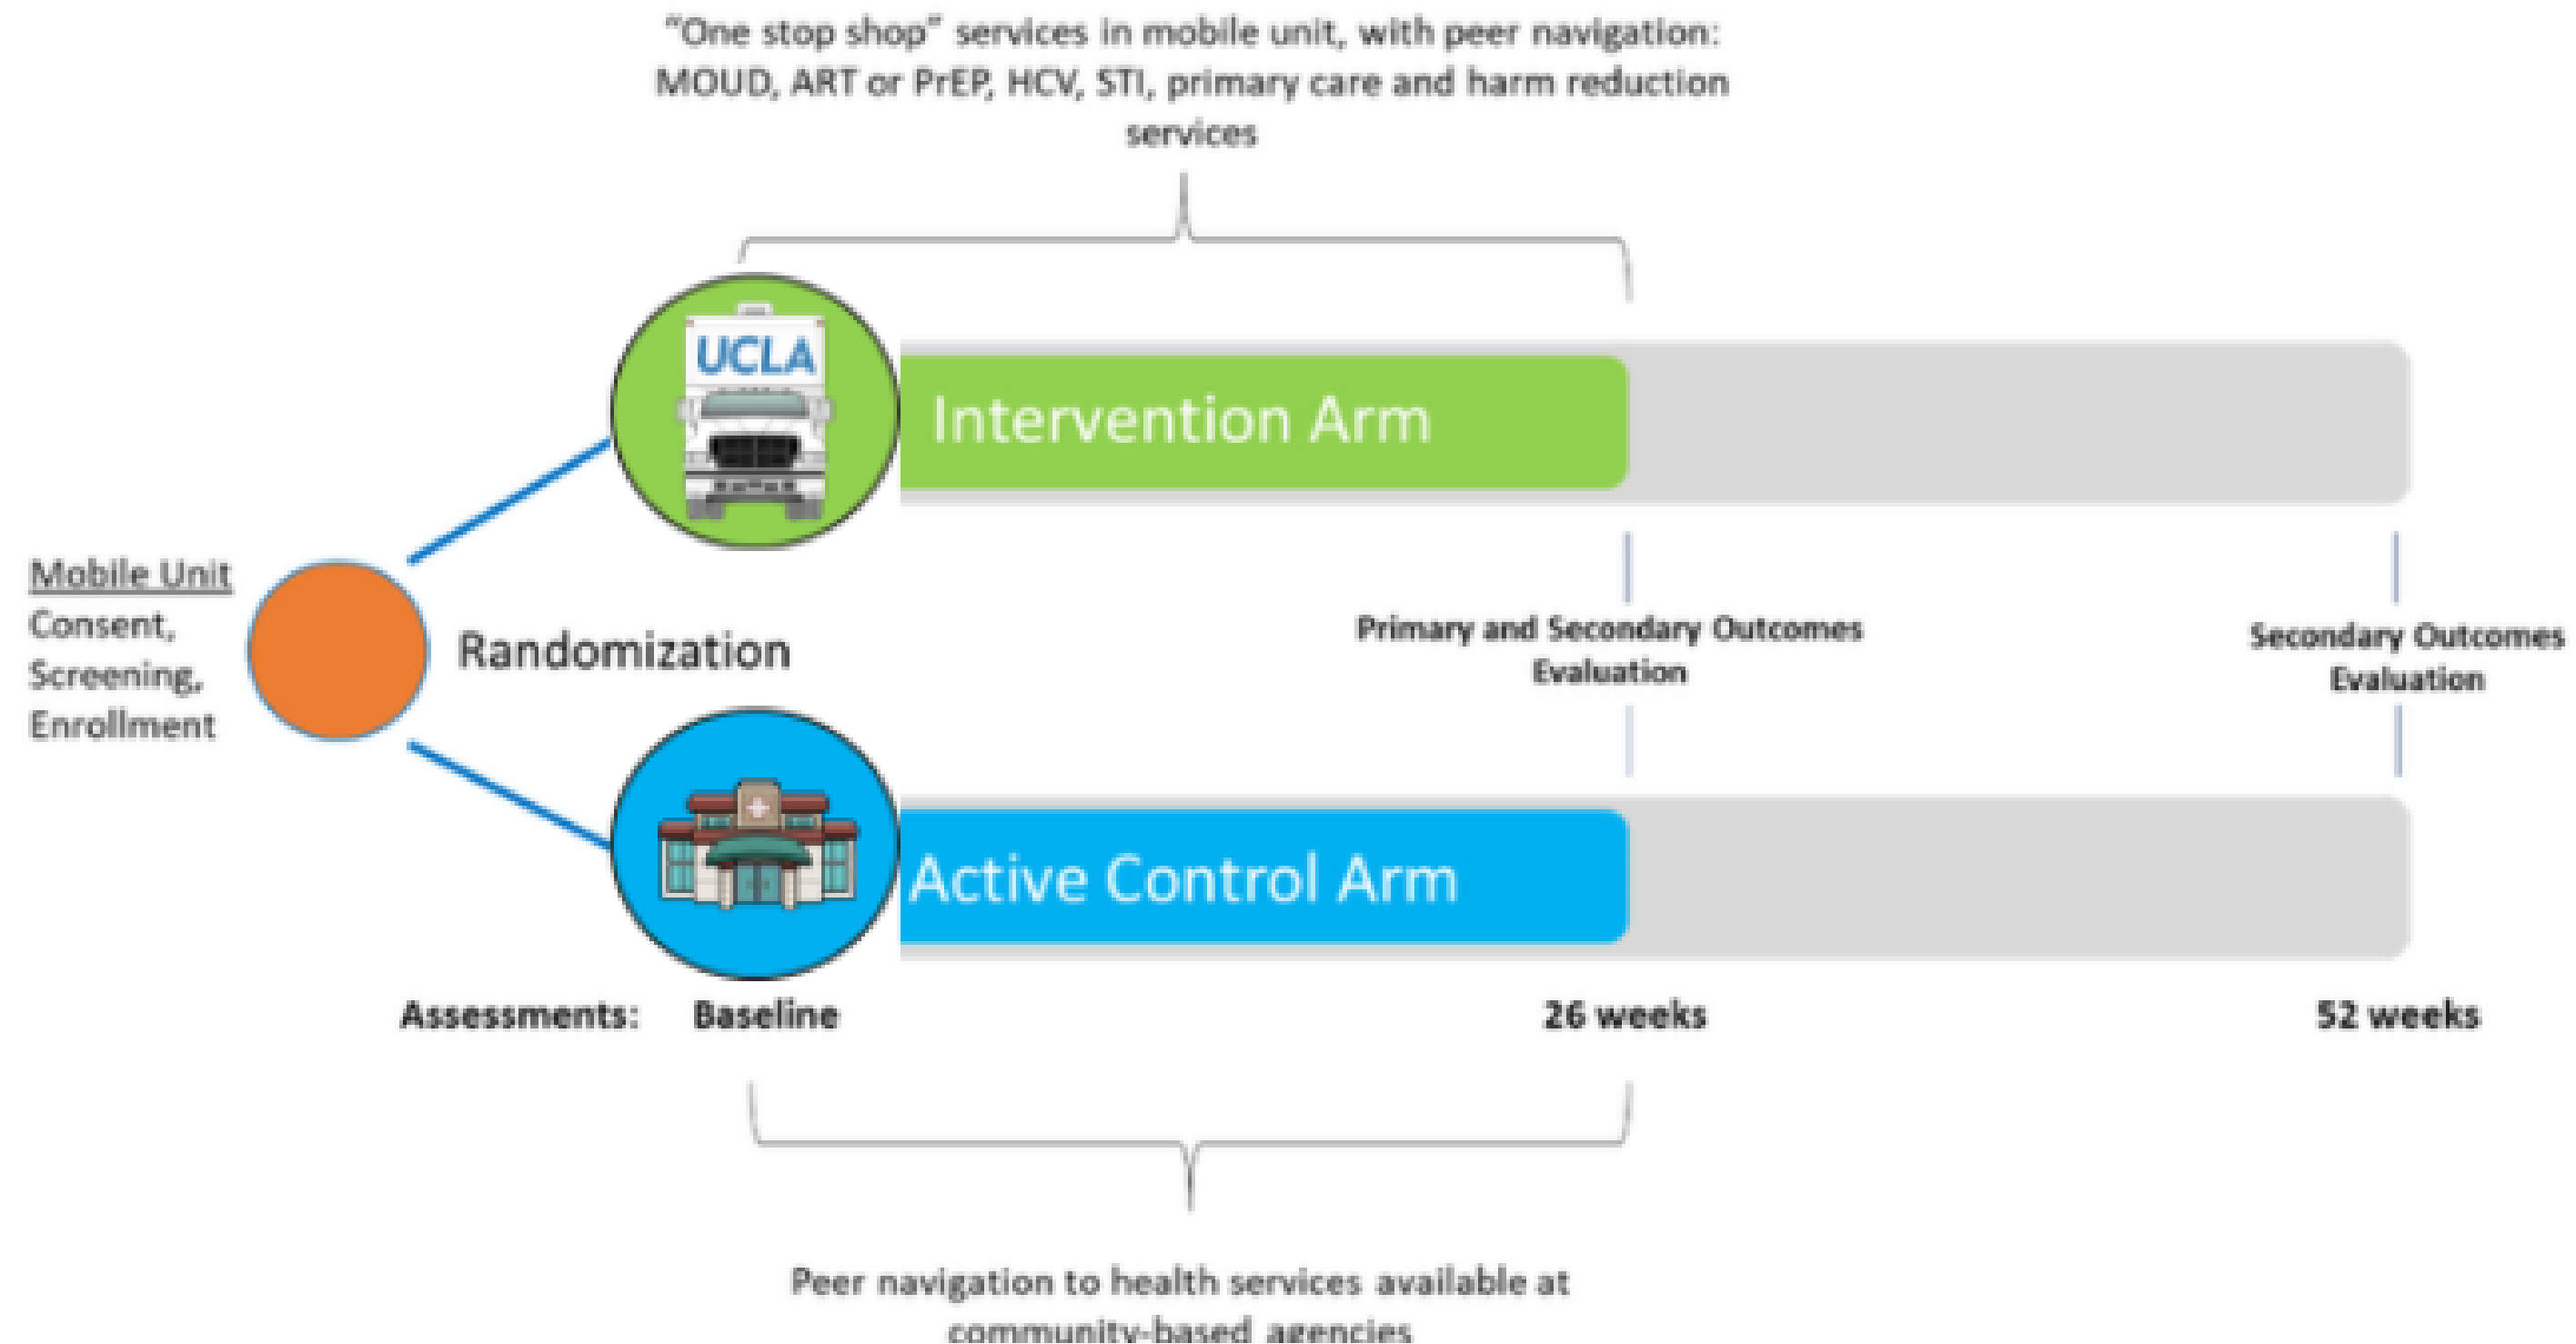 “One stop shop” services in mobile unit, with peer navigation:
MOUD, ART or PrEP, HCV, STI, primary care and harm reduction
services
UCLA
Intervention Arm
Mobile Unit
Consent,
Screening,
Enrollment
Randomization
Primary and Secondary Outcomes
Evaluation
Secondary Outcomes
Evaluation
Active Control Arm
Assessments: Baseline 26 weeks 52 weeks
Peer navigation to health services available at
community-based agencies